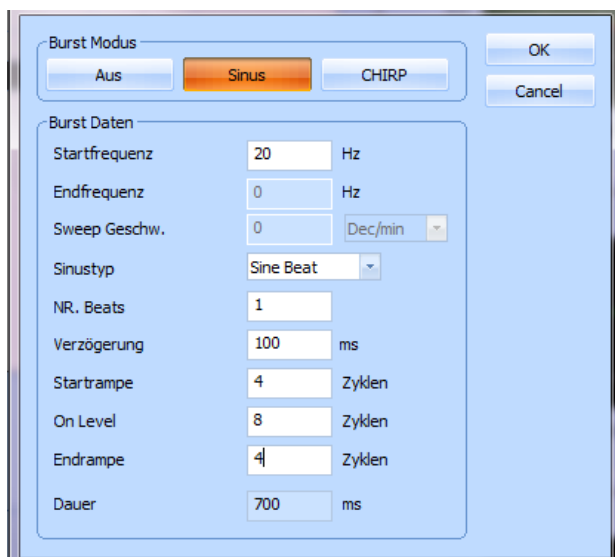 Burst Modus
Aus Sinus CHIRP
OK
Cancel
Burst Daten
Startfrequenz 20 Hz
Endfrequenz 0 Hz
Sweep Geschw. 0 Dec/min
Sinustyp Sine Beat
NR. Beats 1
Verzögerung 100 ms
Startrampe 4 Zyklen
On Level 8 Zyklen
Endrampe 4 Zyklen
Dauer 700 ms